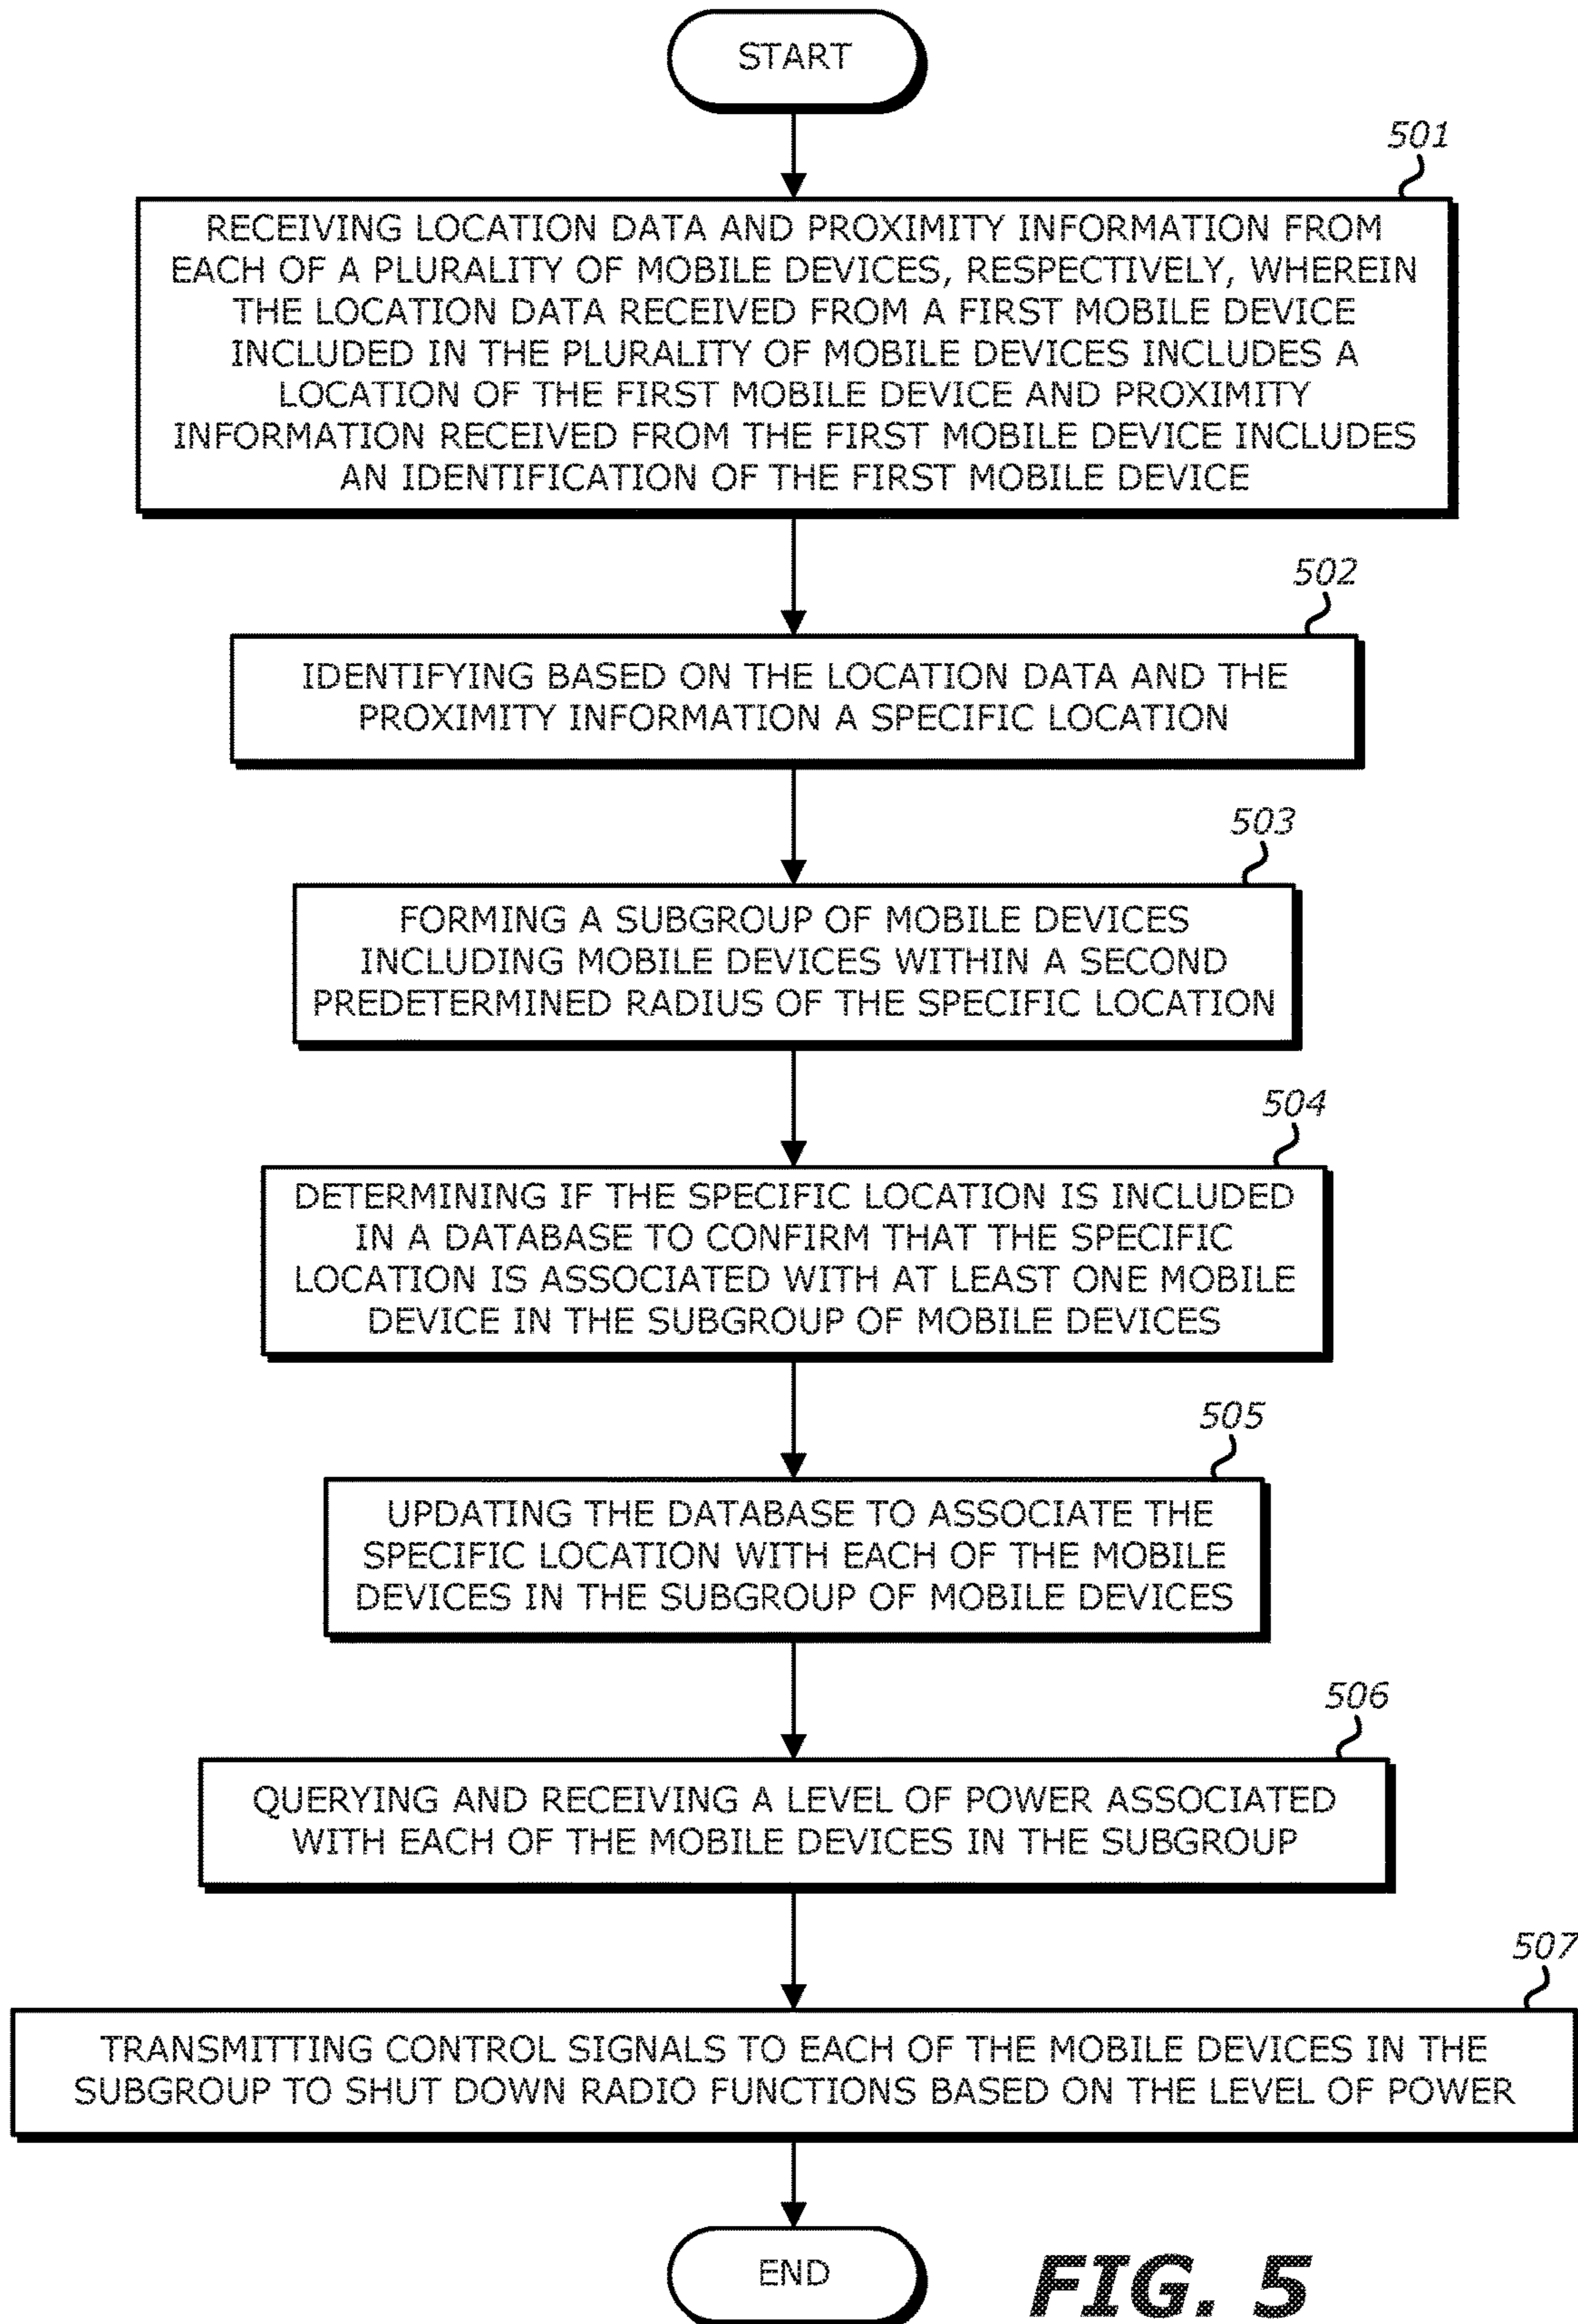 START
501
RECEIVING LOCATION DATA AND PROXIMITY INFORMATION FROM
EACH OF A PLURALITY OF MOBILE DEVICES, RESPECTIVELY, WHEREIN
THE LOCATION DATA RECEIVED FROM A FIRST MOBILE DEVICE
INCLUDED IN THE PLURALITY OF MOBILE DEVICES INCLUDES A
LOCATION OF THE FIRST MOBILE DEVICE AND PROXIMITY
INFORMATION RECEIVED FROM THE FIRST MOBILE DEVICE INCLUDES
AN IDENTIFICATION OF THE FIRST MOBILE DEVICE
502
IDENTIFYING BASED ON THE LOCATION DATA AND THE
PROXIMITY INFORMATION A SPECIFIC LOCATION
503
FORMING A SUBGROUP OF MOBILE DEVICES
INCLUDING MOBILE DEVICES WITHIN A SECOND
PREDETERMINED RADIUS OF THE SPECIFIC LOCATION
504
DETERMINING IF THE SPECIFIC LOCATION IS INCLUDED
IN A DATABASE TO CONFIRM THAT THE SPECIFIC
LOCATION IS ASSOCIATED WITH AT LEAST ONE MOBILE
DEVICE IN THE SUBGROUP OF MOBILE DEVICES
505
UPDATING THE DATABASE TO ASSOCIATE THE
SPECIFIC LOCATION WITH EACH OF THE MOBILE
DEVICES IN THE SUBGROUP OF MOBILE DEVICES
506
QUERYING AND RECEIVING A LEVEL OF POWER ASSOCIATED
WITH EACH OF THE MOBILE DEVICES IN THE SUBGROUP
507
TRANSMITTING CONTROL SIGNALS TO EACH OF THE MOBILE DEVICES IN THE
SUBGROUP TO SHUT DOWN RADIO FUNCTIONS BASED ON THE LEVEL OF POWER
END
FIG. 5